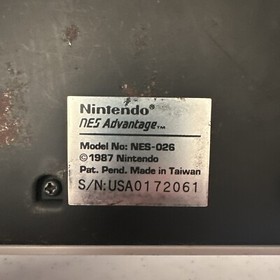 Nintendo®
NES Advantage™
Model No: NES-026
©1987 Nintendo
Pat. Pend. Made in Taiwan
S/N: USA0172061